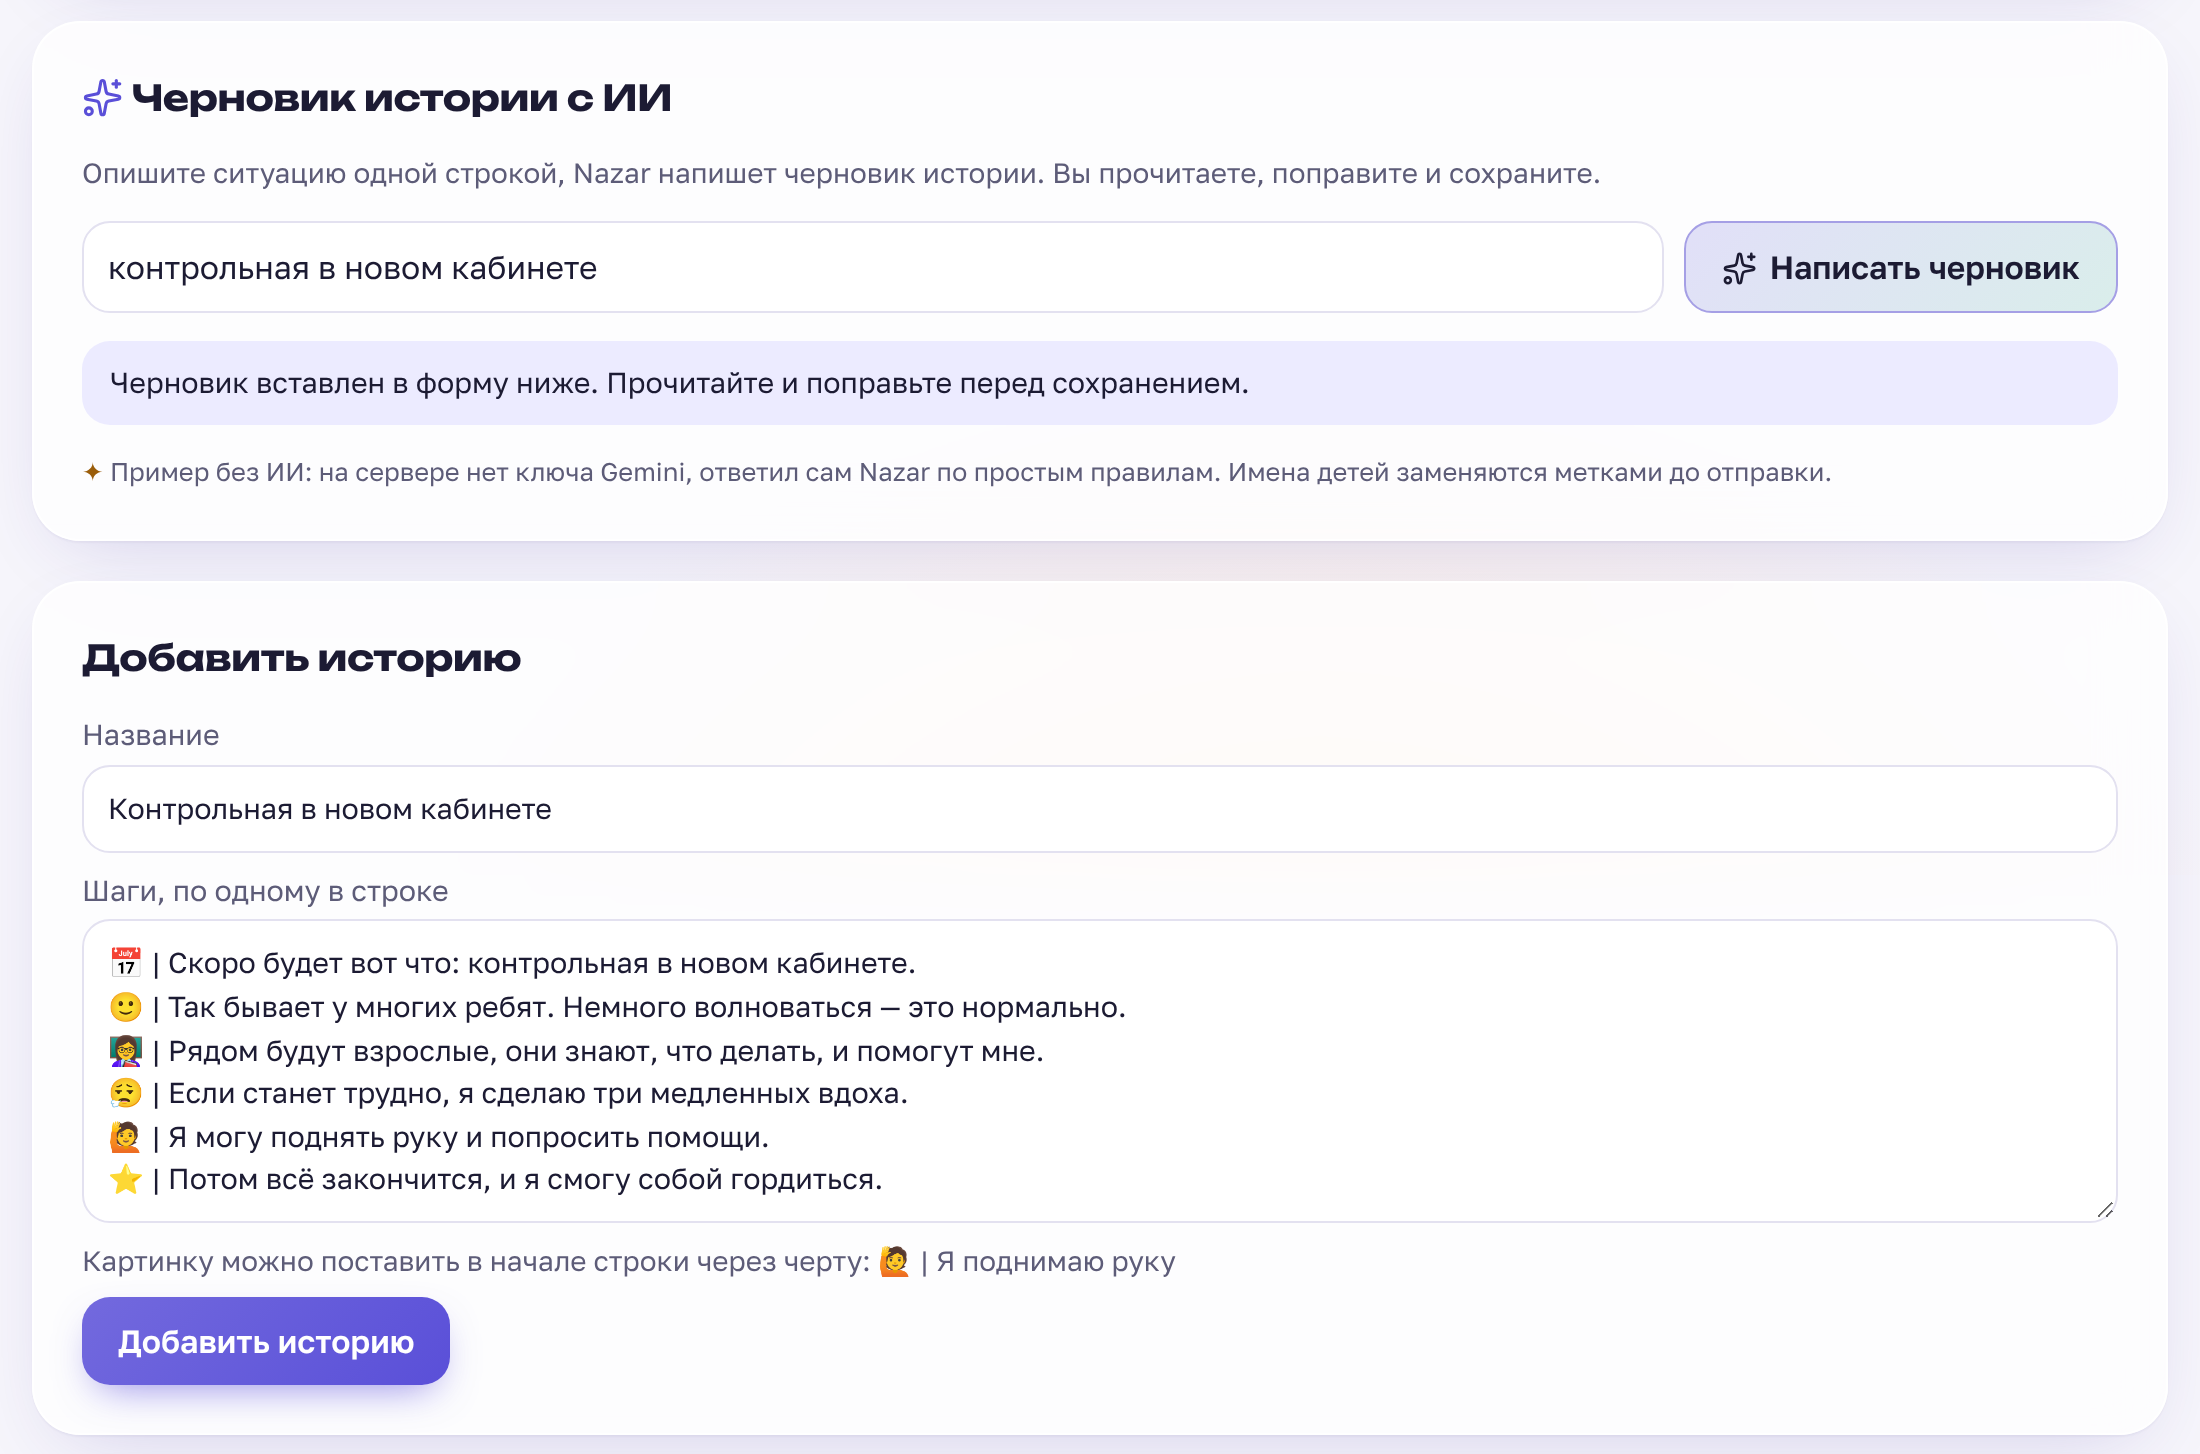 Черновик истории с ИИ
Опишите ситуацию одной строкой, Nazar напишет черновик истории. Вы прочитаете, поправите и сохраните.
контрольная в новом кабинете
Написать черновик
Черновик вставлен в форму ниже. Прочитайте и поправьте перед сохранением.
✦ Пример без ИИ: на сервере нет ключа Gemini, ответил сам Nazar по простым правилам. Имена детей заменяются метками до отправки.
Добавить историю
Название
Контрольная в новом кабинете
Шаги, по одному в строке
📅 | Скоро будет вот что: контрольная в новом кабинете.
🙂 | Так бывает у многих ребят. Немного волноваться — это нормально.
👩‍🏫 | Рядом будут взрослые, они знают, что делать, и помогут мне.
😮‍💨 | Если станет трудно, я сделаю три медленных вдоха.
🙋 | Я могу поднять руку и попросить помощи.
⭐ | Потом всё закончится, и я смогу собой гордиться.
Картинку можно поставить в начале строки через черту: 🙋 | Я поднимаю руку
Добавить историю